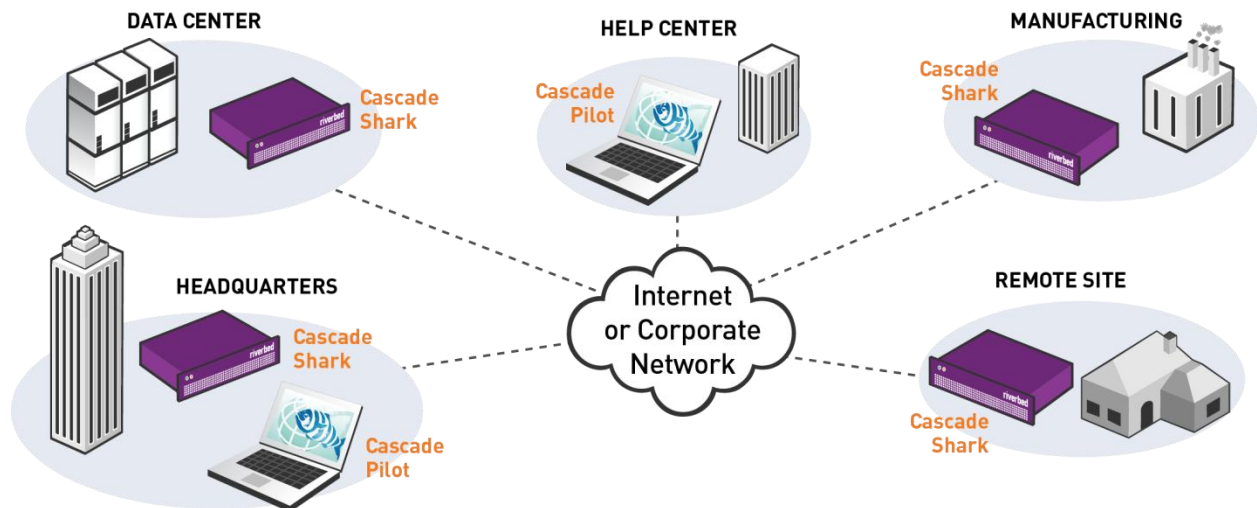 DATA CENTER
Cascade
Shark
riverbed
HELP CENTER
Cascade
Pilot
MANUFACTURING
Cascade
Shark
riverbed
HEADQUARTERS
Cascade
Shark
riverbed
Cascade
Pilot
Internet
or Corporate
Network
REMOTE SITE
riverbed
Cascade
Shark